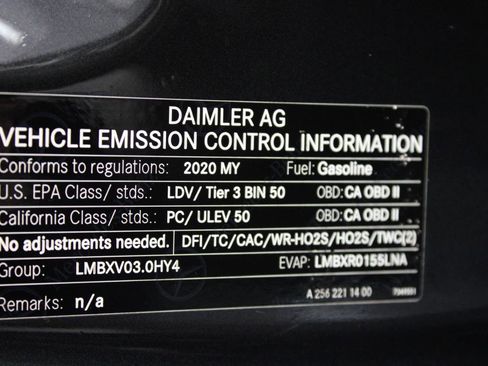 DAIMLER AG
VEHICLE EMISSION CONTROL INFORMATION
Conforms to regulations: 2020 MY Fuel: Gasoline
U.S. EPA Class/ stds.: LDV/ Tier 3 BIN 50 OBD: CA OBD II
California Class/ stds.: PC/ ULEV 50 OBD: CA OBD II
No adjustments needed. DFI/TC/CAC/WR-HO2S/HO2S/TWC(2)
Group: LMBXV03.0HY4 EVAP: LMBXR0155LNA
Remarks: n/a
A 256 221 14 00